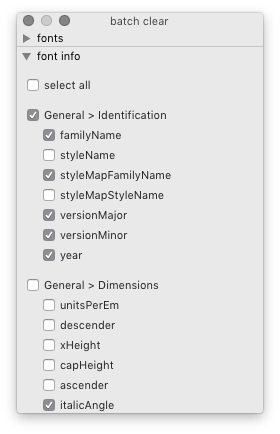 batch clear
fonts
font info
select all
General > Identification
familyName
styleName
styleMapFamilyName
styleMapStyleName
versionMajor
versionMinor
year
General > Dimensions
unitsPerEm
descender
xHeight
capHeight
ascender
italicAngle